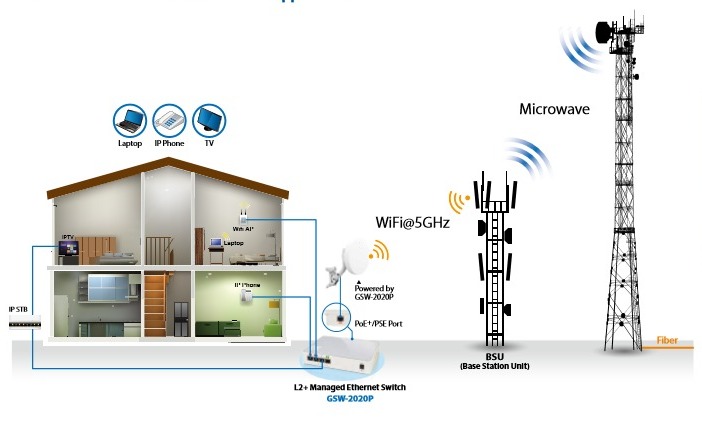 Microwave
Laptop
IP Phone
TV
WiFi@5GHz
Wifi AP
IPTV
Laptop
IP Phone
Powered by
GSW-2020P
IP STB
PoE+/PSE Port
Fiber
BSU
(Base Station Unit)
L2+ Managed Ethernet Switch
GSW-2020P